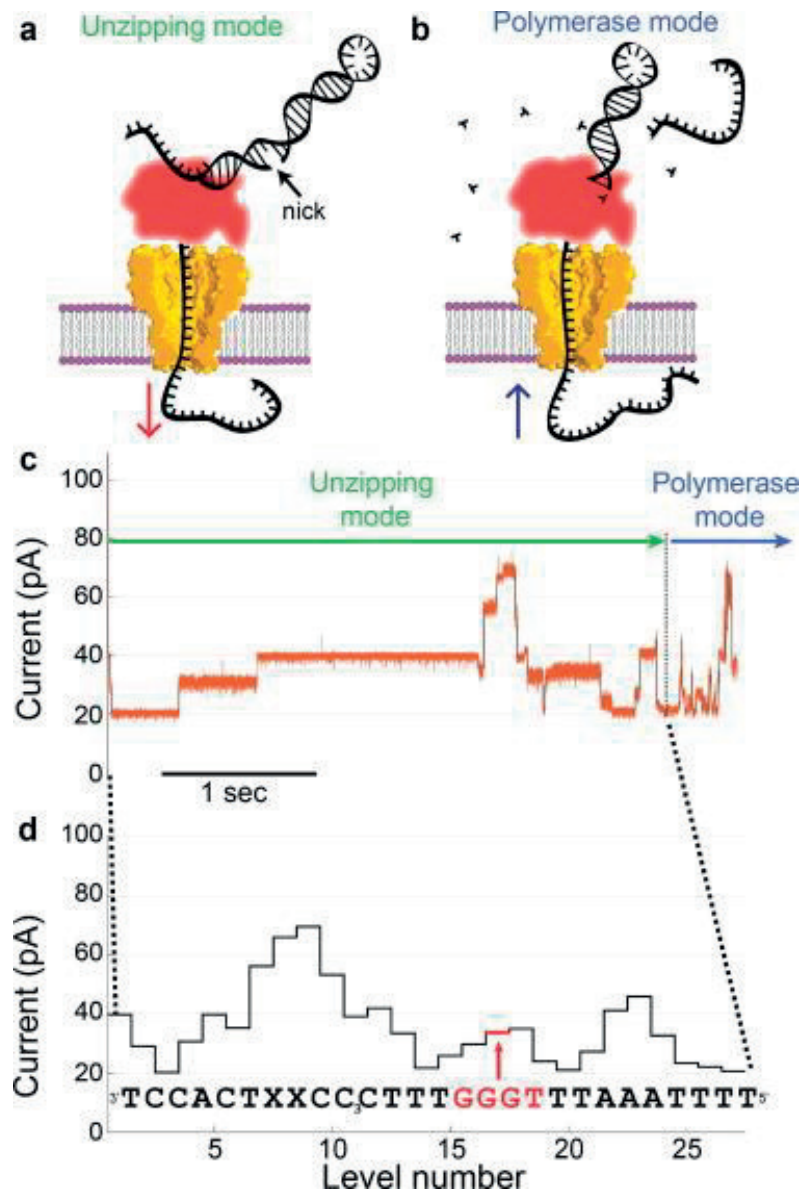 a
Unzipping mode
b
Polymerase mode
nick
c
Unzipping mode
Polymerase mode
Current (pA)
100
80
60
40
20
0
1 sec
d
Current (pA)
100
80
60
40
20
0
3'TCCACTXXCC3CTTTGGGTTTAAATTTT5'
5
10
15
20
25
Level number